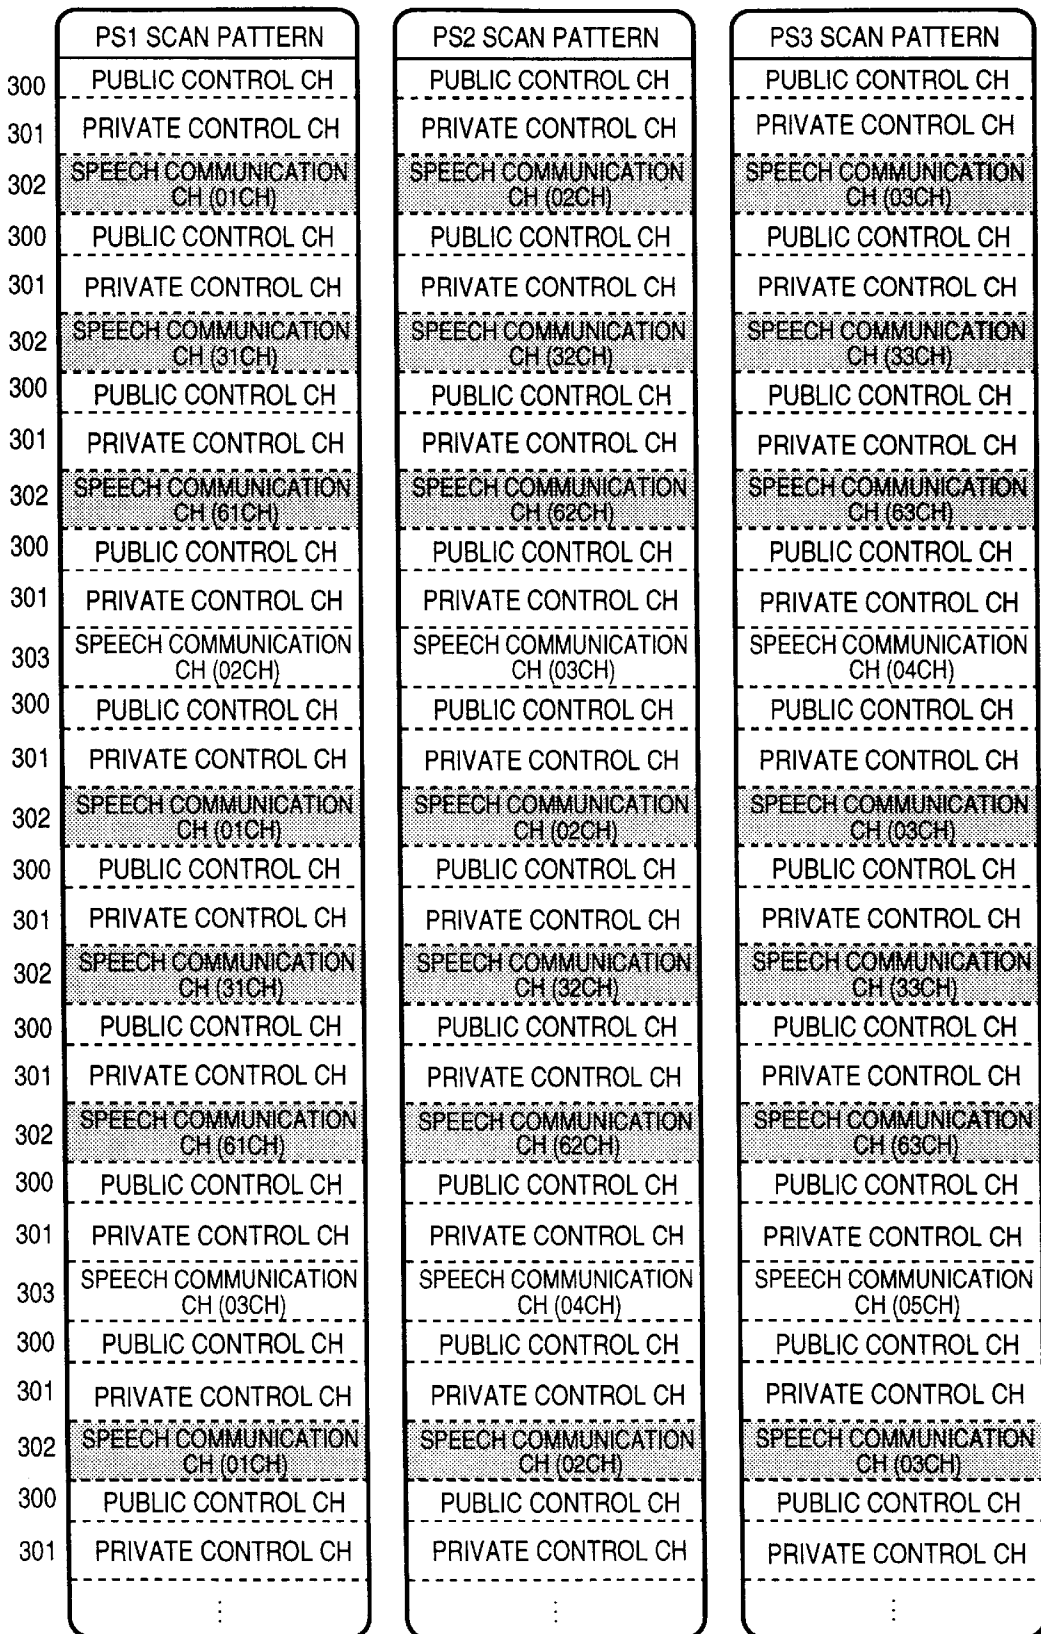 PS1 SCAN PATTERN PS2 SCAN PATTERN PS3 SCAN PATTERN
300 PUBLIC CONTROL CH PUBLIC CONTROL CH PUBLIC CONTROL CH
301 PRIVATE CONTROL CH PRIVATE CONTROL CH PRIVATE CONTROL CH
SPEECH COMMUNICATION SPEECH COMMUNICATION SPEECH COMMUNICATION
302 CH (01CH) CH (02CH) CH (03CH)
300 PUBLIC CONTROL CH PUBLIC CONTROL CH PUBLIC CONTROL CH
301 PRIVATE CONTROL CH PRIVATE CONTROL CH PRIVATE CONTROL CH
SPEECH COMMUNICATION SPEECH COMMUNICATION SPEECH COMMUNICATION
302 CH (31CH) CH (32CH) CH (33CH)
300 PUBLIC CONTROL CH PUBLIC CONTROL CH PUBLIC CONTROL CH
301 PRIVATE CONTROL CH PRIVATE CONTROL CH PRIVATE CONTROL CH
SPEECH COMMUNICATION SPEECH COMMUNICATION SPEECH COMMUNICATION
302 CH (61CH) CH (62CH) CH (63CH)
300 PUBLIC CONTROL CH PUBLIC CONTROL CH PUBLIC CONTROL CH
301 PRIVATE CONTROL CH PRIVATE CONTROL CH PRIVATE CONTROL CH
SPEECH COMMUNICATION SPEECH COMMUNICATION SPEECH COMMUNICATION
303 CH (02CH) CH (03CH) CH (04CH)
300 PUBLIC CONTROL CH PUBLIC CONTROL CH PUBLIC CONTROL CH
301 PRIVATE CONTROL CH PRIVATE CONTROL CH PRIVATE CONTROL CH
SPEECH COMMUNICATION SPEECH COMMUNICATION SPEECH COMMUNICATION
302 CH (01CH) CH (02CH) CH (03CH)
300 PUBLIC CONTROL CH PUBLIC CONTROL CH PUBLIC CONTROL CH
301 PRIVATE CONTROL CH PRIVATE CONTROL CH PRIVATE CONTROL CH
SPEECH COMMUNICATION SPEECH COMMUNICATION SPEECH COMMUNICATION
302 CH (31CH) CH (32CH) CH (33CH)
300 PUBLIC CONTROL CH PUBLIC CONTROL CH PUBLIC CONTROL CH
301 PRIVATE CONTROL CH PRIVATE CONTROL CH PRIVATE CONTROL CH
SPEECH COMMUNICATION SPEECH COMMUNICATION SPEECH COMMUNICATION
302 CH (61CH) CH (62CH) CH (63CH)
300 PUBLIC CONTROL CH PUBLIC CONTROL CH PUBLIC CONTROL CH
301 PRIVATE CONTROL CH PRIVATE CONTROL CH PRIVATE CONTROL CH
SPEECH COMMUNICATION SPEECH COMMUNICATION SPEECH COMMUNICATION
303 CH (03CH) CH (04CH) CH (05CH)
300 PUBLIC CONTROL CH PUBLIC CONTROL CH PUBLIC CONTROL CH
301 PRIVATE CONTROL CH PRIVATE CONTROL CH PRIVATE CONTROL CH
SPEECH COMMUNICATION SPEECH COMMUNICATION SPEECH COMMUNICATION
302 CH (01CH) CH (02CH) CH (03CH)
300 PUBLIC CONTROL CH PUBLIC CONTROL CH PUBLIC CONTROL CH
301 PRIVATE CONTROL CH PRIVATE CONTROL CH PRIVATE CONTROL CH
⋮ ⋮ ⋮